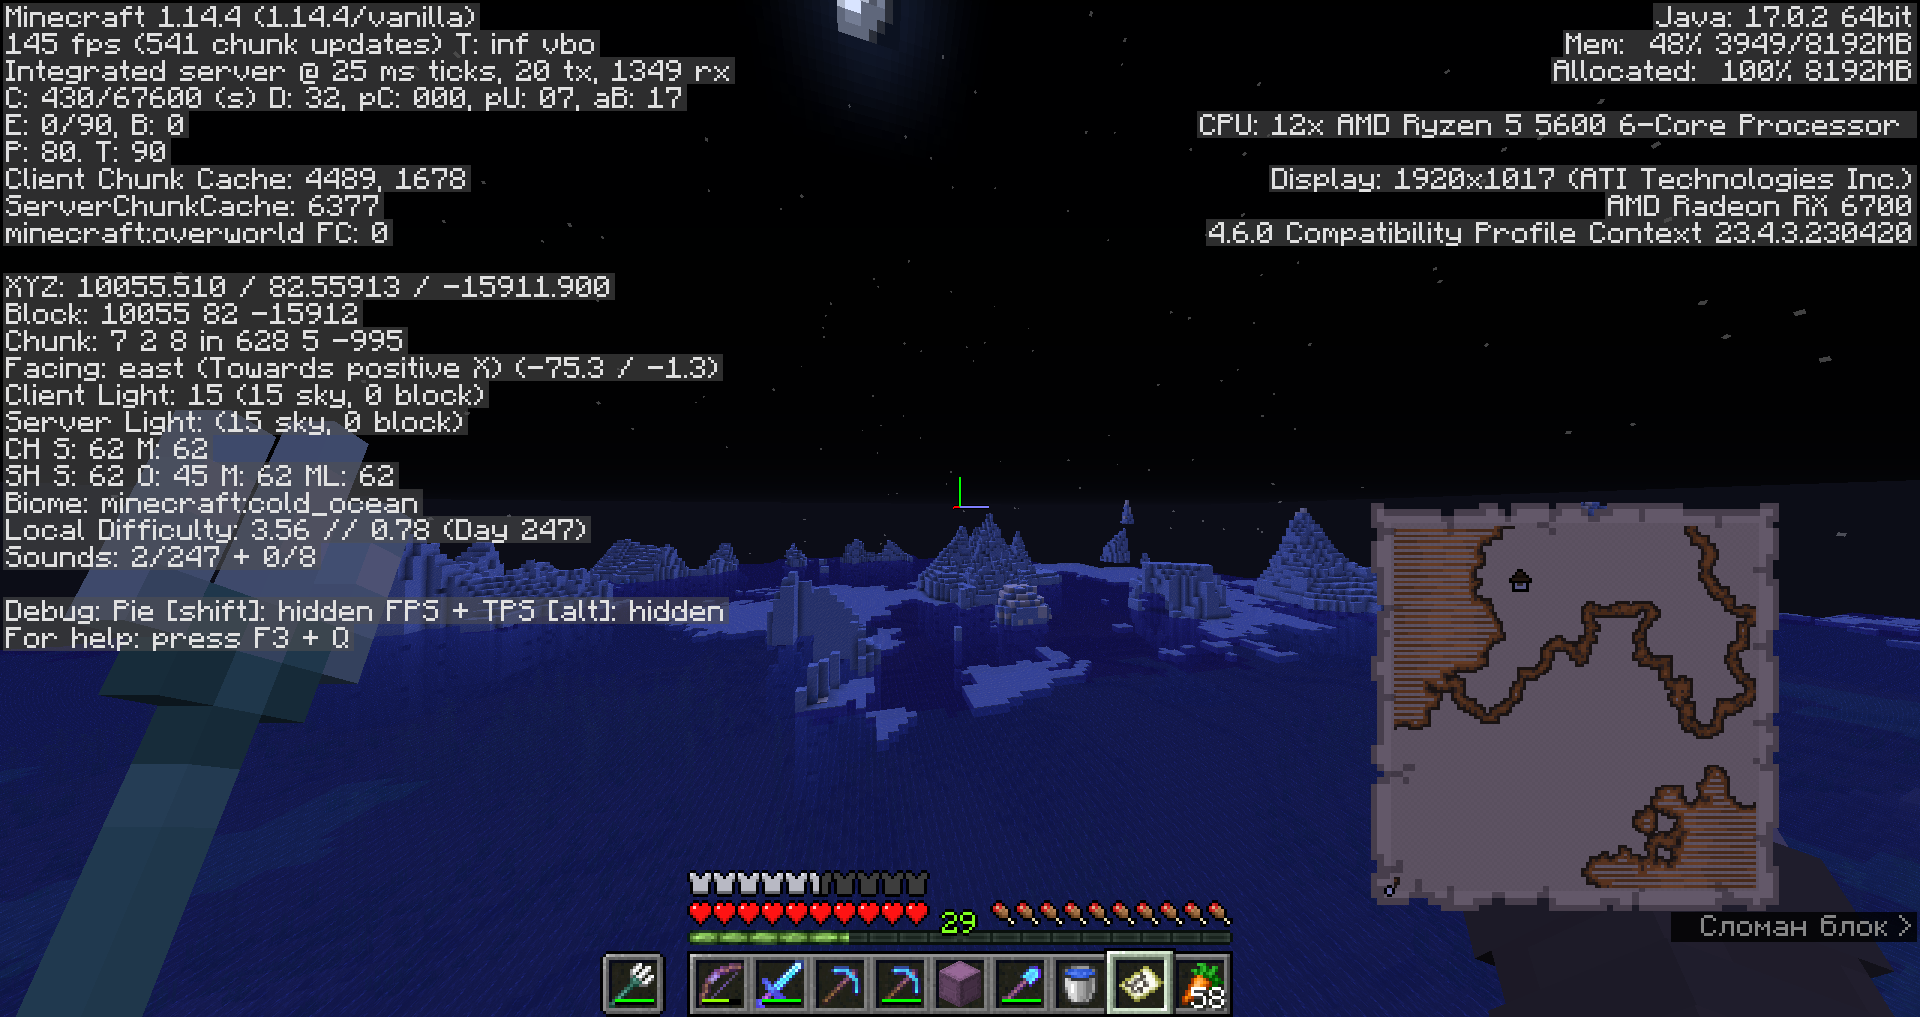 Minecraft 1.14.4 (1.14.4/vanilla)
145 fps (541 chunk updates) T: inf vbo
Integrated server @ 25 ms ticks, 20 tx, 1349 rx
C: 430/67600 (s) D: 32, pC: 000, pU: 07, aB: 17
E: 0/90, B: 0
P: 80. T: 90
Client Chunk Cache: 4489, 1678
ServerChunkCache: 6377
minecraft:overworld FC: 0
XYZ: 10055.510 / 82.55913 / -15911.900
Block: 10055 82 -15912
Chunk: 7 2 8 in 628 5 -995
Facing: east (Towards positive X) (-75.3 / -1.3)
Client Light: 15 (15 sky, 0 block)
Server Light: (15 sky, 0 block)
CH S: 62 M: 62
SH S: 62 O: 45 M: 62 ML: 62
Biome: minecraft:cold_ocean
Local Difficulty: 3.56 // 0.78 (Day 247)
Sounds: 2/247 + 0/8
Debug: Pie [shift]: hidden FPS + TPS [alt]: hidden
For help: press F3 + Q
Java: 17.0.2 64bit
Mem: 48% 3949/8192MB
Allocated: 100% 8192MB
CPU: 12x AMD Ryzen 5 5600 6-Core Processor
Display: 1920x1017 (ATI Technologies Inc.)
AMD Radeon RX 6700
4.6.0 Compatibility Profile Context 23.4.3.230420
Сломан блок >
29
58